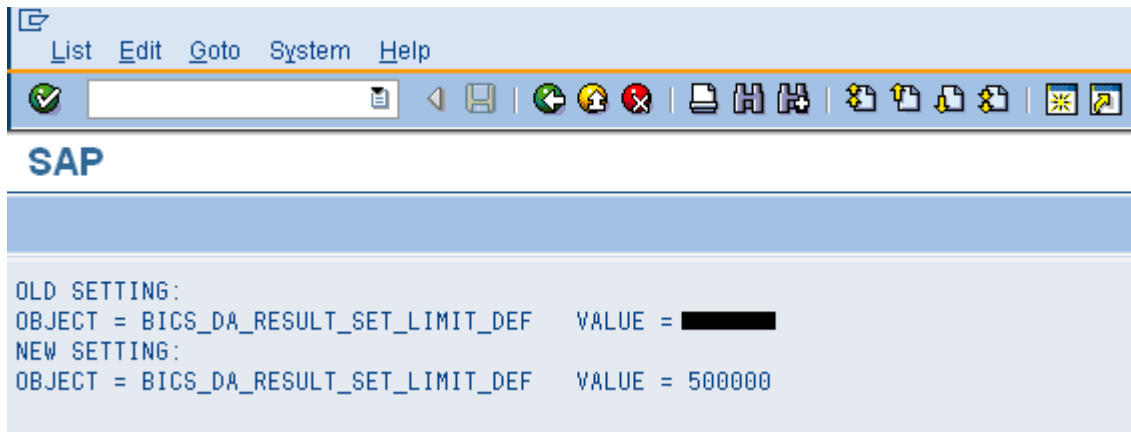 List Edit Goto System Help
SAP
OLD SETTING:
OBJECT = BICS_DA_RESULT_SET_LIMIT_DEF VALUE =
NEW SETTING:
OBJECT = BICS_DA_RESULT_SET_LIMIT_DEF VALUE = 500000